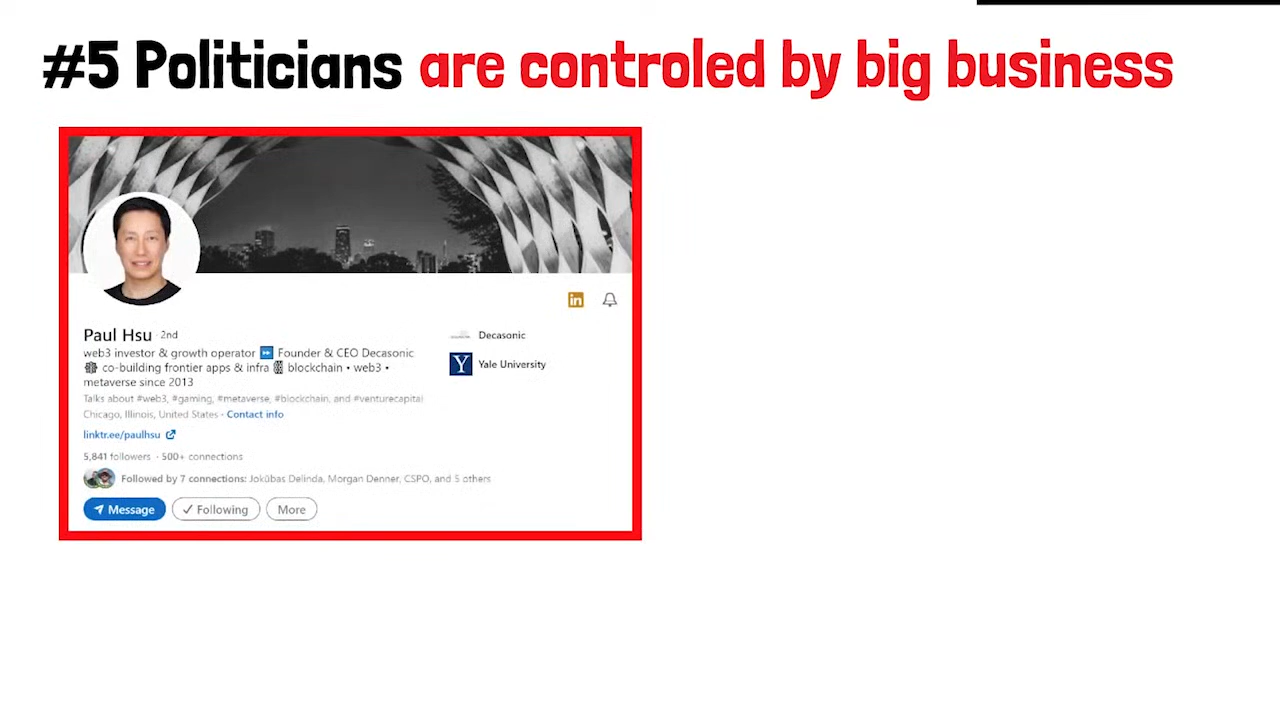 #5 Politicians are controled by big business
Paul Hsu · 2nd
web3 investor & growth operator ⏩ Founder & CEO Decasonic
co-building frontier apps & infra ⛓ blockchain • web3 •
metaverse since 2013
Talks about #web3, #gaming, #metaverse, #blockchain, and #venturecapital
Chicago, Illinois, United States · Contact info
linktr.ee/paulhsu
5,841 followers · 500+ connections
Followed by 7 connections: Jokūbas Delinda, Morgan Denner, CSPO, and 5 others
Message
Following
More
in
Decasonic
Y
Yale University